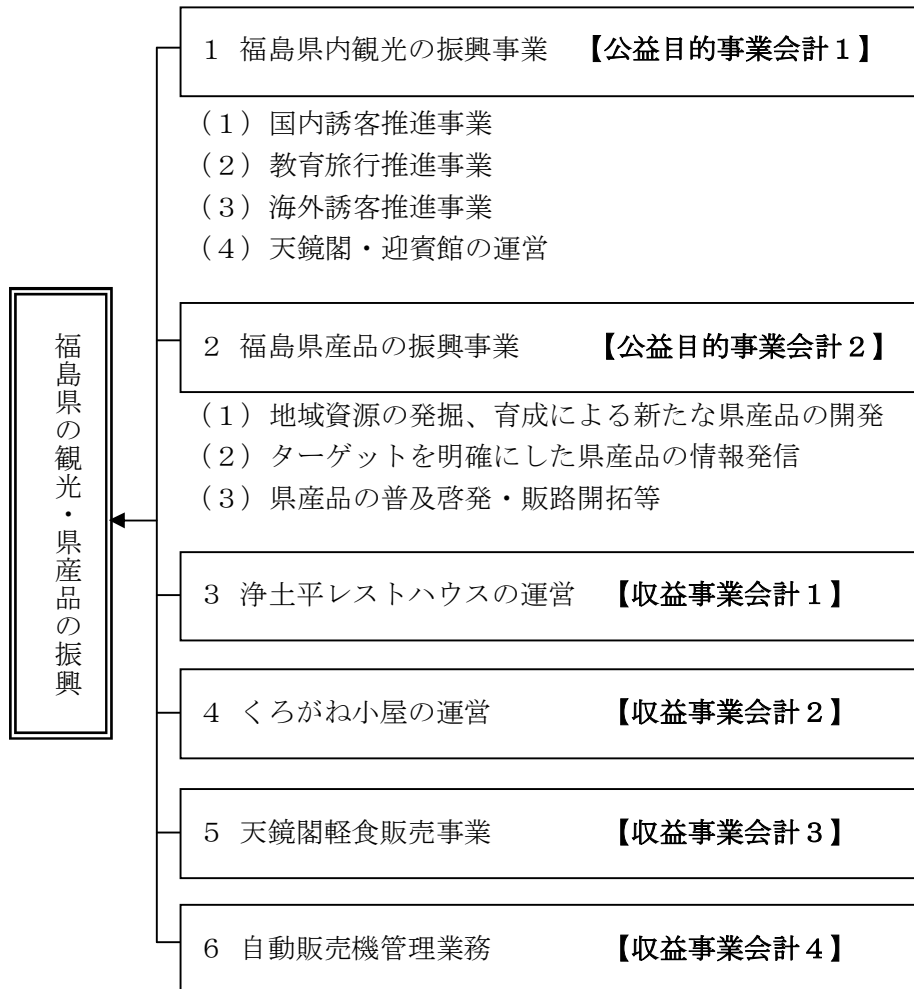 福島県の観光・県産品の振興
1 福島県内観光の振興事業 【公益目的事業会計1】
(1)国内誘客推進事業
(2)教育旅行推進事業
(3)海外誘客推進事業
(4)天鏡閣・迎賓館の運営
2 福島県産品の振興事業 【公益目的事業会計2】
(1)地域資源の発掘、育成による新たな県産品の開発
(2)ターゲットを明確にした県産品の情報発信
(3)県産品の普及啓発・販路開拓等
3 浄土平レストハウスの運営 【収益事業会計1】
4 くろがね小屋の運営 【収益事業会計2】
5 天鏡閣軽食販売事業 【収益事業会計3】
6 自動販売機管理業務 【収益事業会計4】